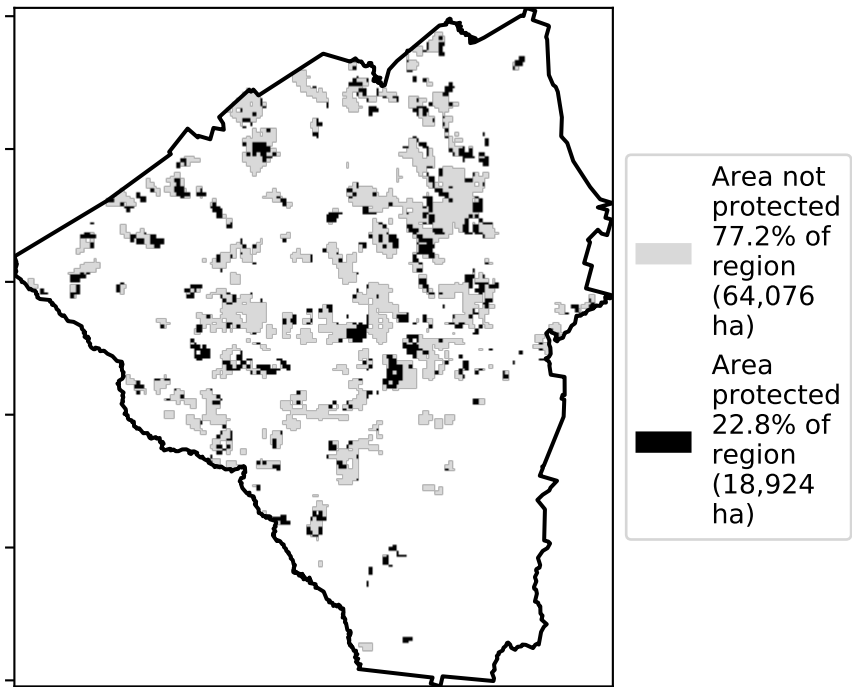 Area not
protected
77.2% of
region
(64,076
ha)
Area
protected
22.8% of
region
(18,924
ha)